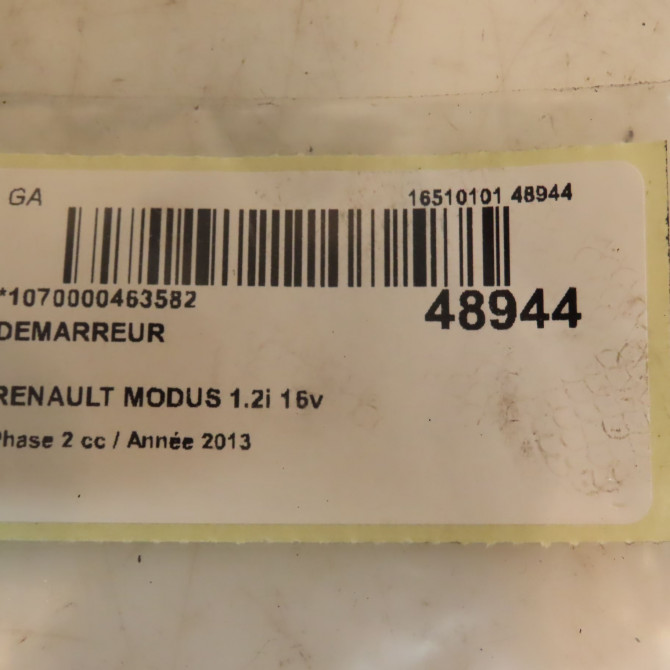 GA 16510101 48944
*1070000463582 48944
DEMARREUR
RENAULT MODUS 1.2i 16v
Phase 2 cc / Année 2013